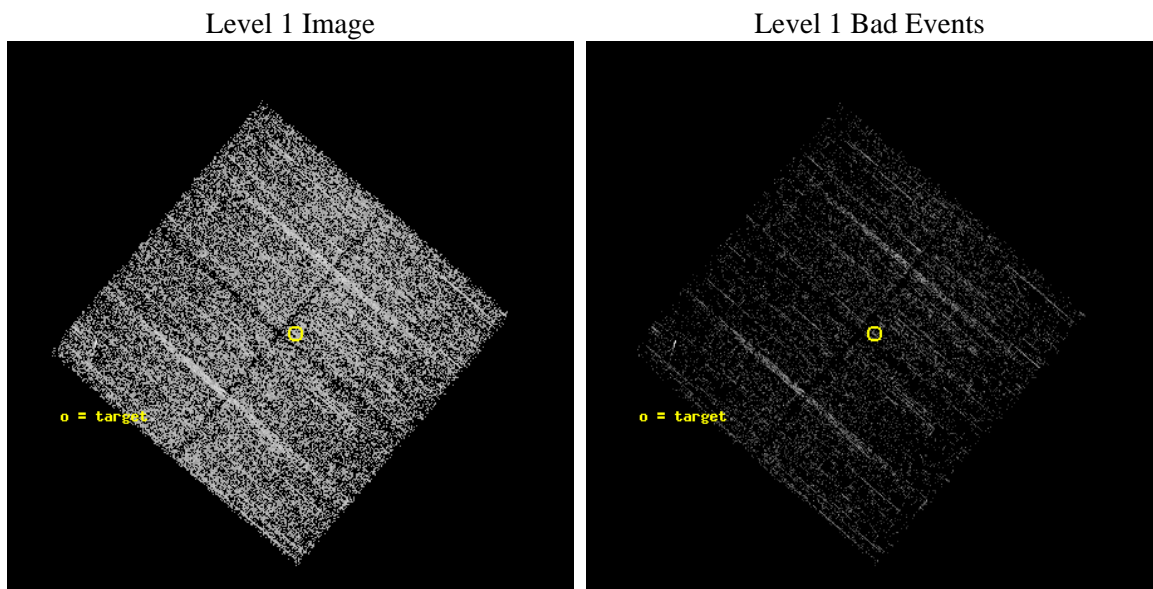 Level 1 Image
Level 1 Bad Events
o = target
o = target